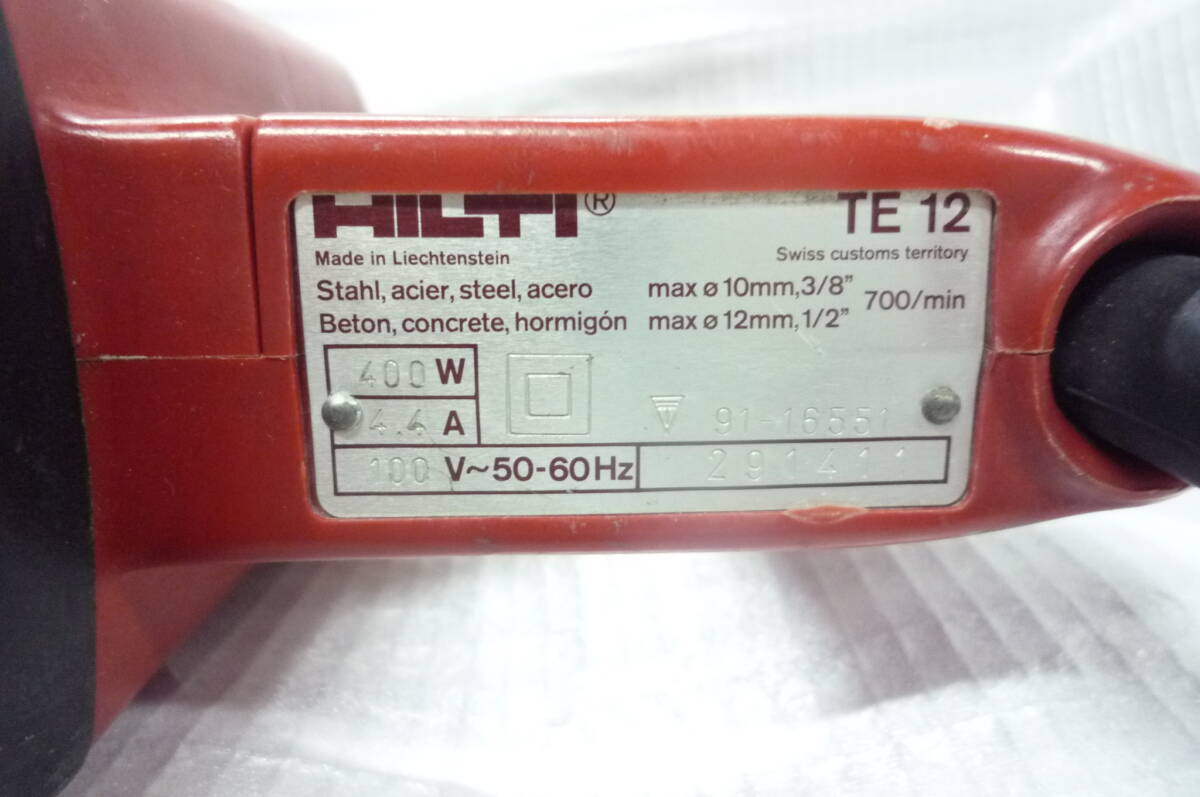 HILTI® TE 12
Made in Liechtenstein Swiss customs territory
Stahl, acier, steel, acero max ø 10mm, 3/8" 700/min
Beton, concrete, hormigón max ø 12mm, 1/2"
400 W
4.4 A
91-16551
100 V~50-60Hz 291411